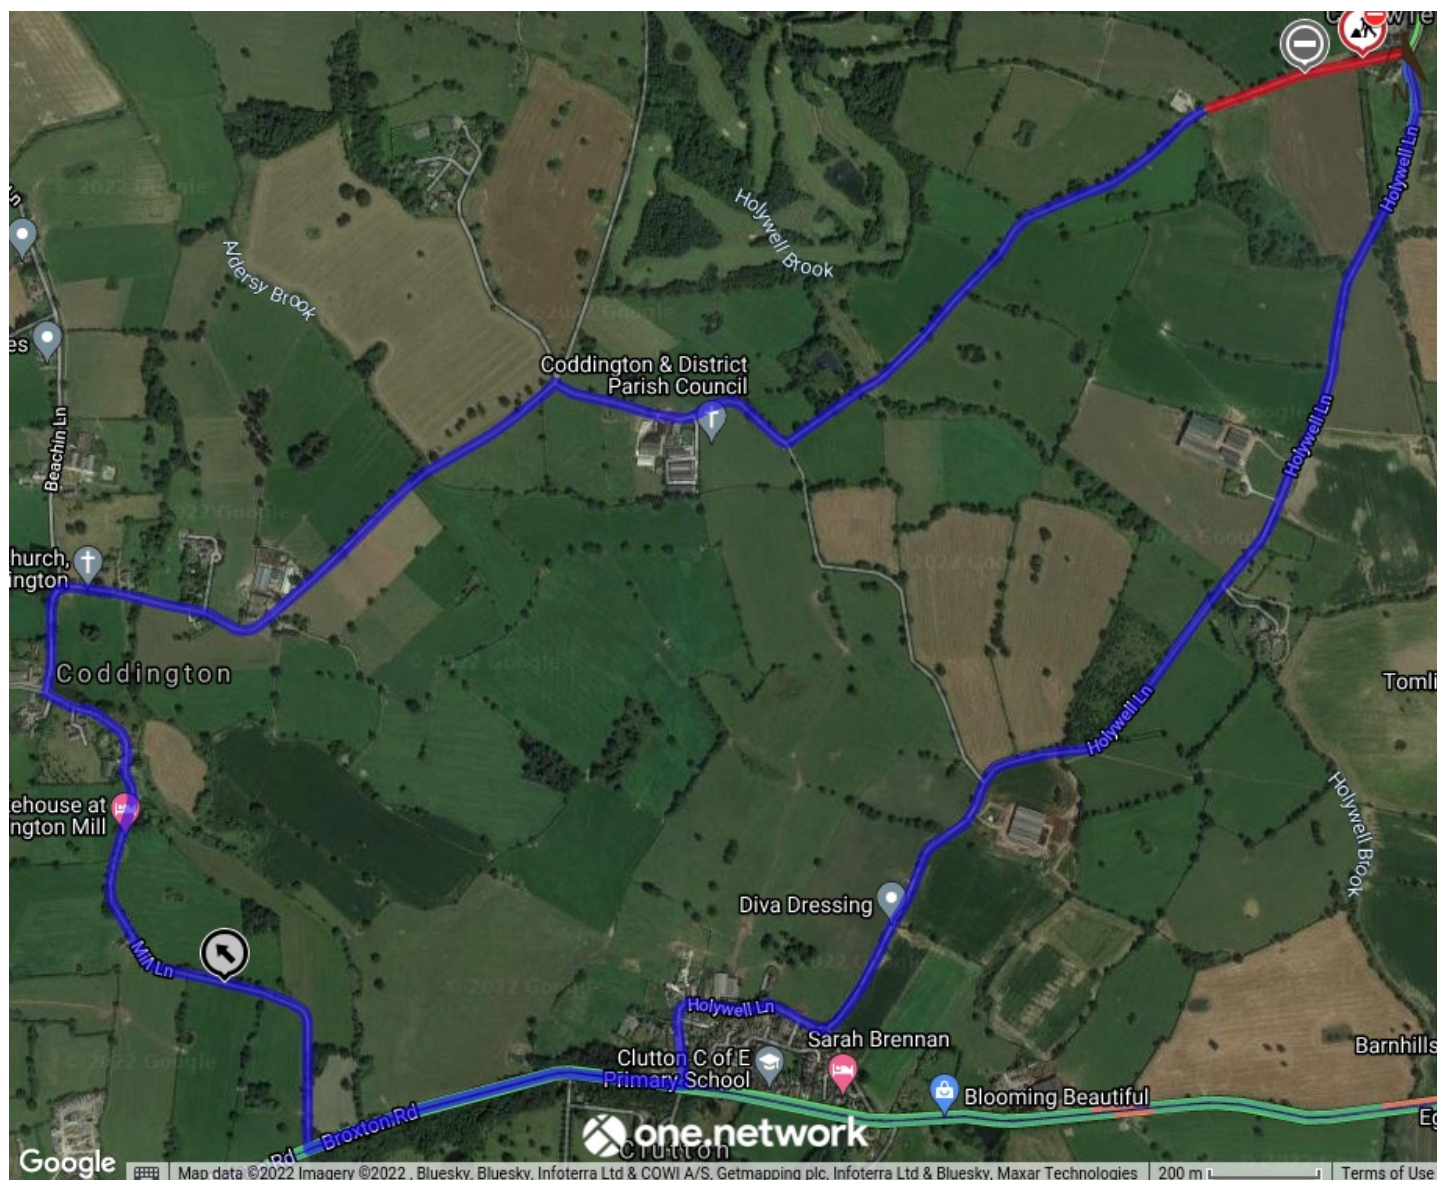 N
Holywell Ln
Holywell
Brook
Aldersy Brook
Ln
es
Coddington & District
Parish Council
Beachin Ln
Holywell Ln
hurch,
ington
Coddington
Tomli
Holywell Ln
ehouse at
ngton Mill
Holywell Brook
Diva Dressing
Mill Ln
Holywell Ln
Sarah Brennan
Clutton C of E
Primary School
Barnhills
Blooming Beautiful
Broxton Rd
Rd
one.network
Clutton
Eg
Google
Map data ©2022 Imagery ©2022 , Bluesky, Bluesky, Infoterra Ltd & COWI A/S, Getmapping plc, Infoterra Ltd & Bluesky, Maxar Technologies
200 m
Terms of Use